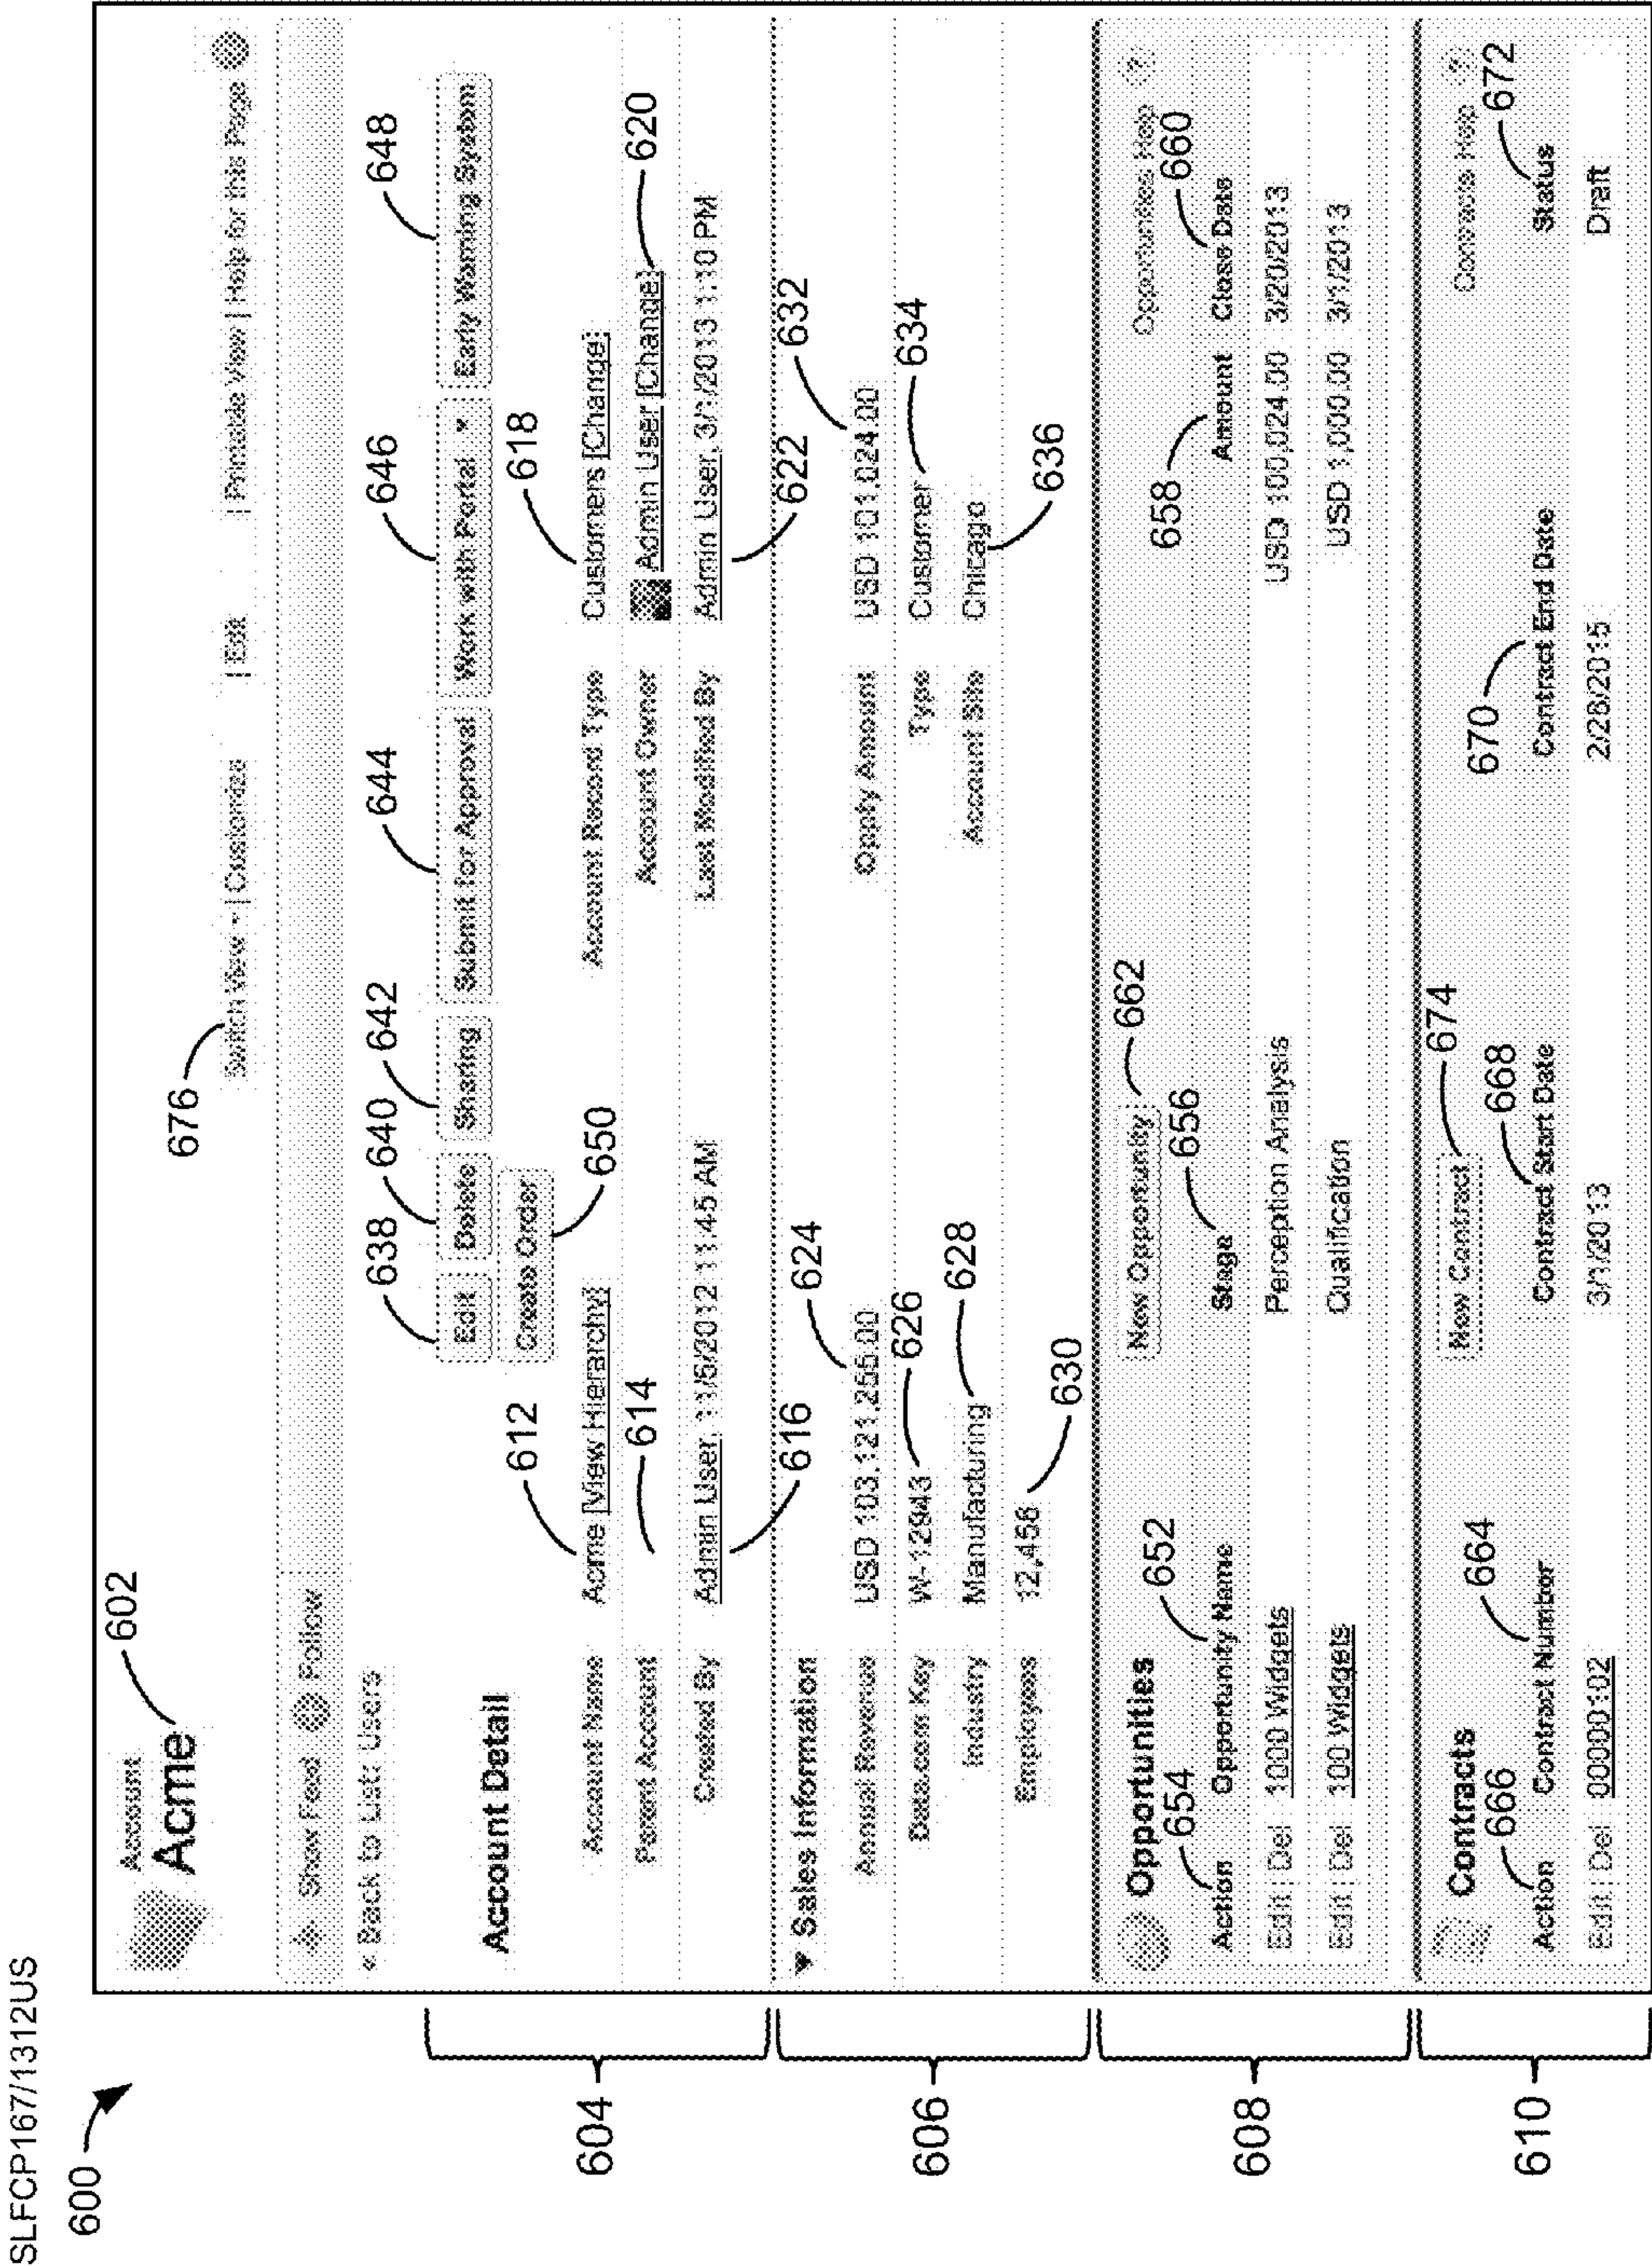 SLFCP167/1312US
600
602
Account
Acme
676
Switch View | Customize | Edit | Printable View | Help for this Page
Show Feed Follow
« Back to List: Users
638 640 642 644 646 648
Account Detail
Edit Delete Sharing Submit for Approval Work with Portal Early Warning System
Create Order
650
604
612 618
Account Name Acme [View Hierarchy] Account Record Type Customers [Change]
614 620
Parent Account Account Owner Admin User [Change]
Created By Admin User, 11/5/2012 11:45 AM Last Modified By Admin User, 3/1/2013 1:10 PM
616 622
606
Sales Information
624 632
Annual Revenue USD 103,121,255.00 Oppty Amount USD 101,024.00
626 634
Data.com Key W-12943 Type Customer
628 636
Industry Manufacturing Account Site Chicago
630
Employees 12,456
608
Opportunities New Opportunity 662 Opportunities Help ?
654 652 656 658 660
Action Opportunity Name Stage Amount Close Date
Edit | Del 1000 Widgets Perception Analysis USD 100,024.00 3/20/2013
Edit | Del 100 Widgets Qualification USD 1,000.00 3/1/2013
610
Contracts New Contract 674 Contracts Help ?
666 664 668 670 672
Action Contract Number Contract Start Date Contract End Date Status
Edit | Del 00000102 3/1/2013 2/28/2015 Draft